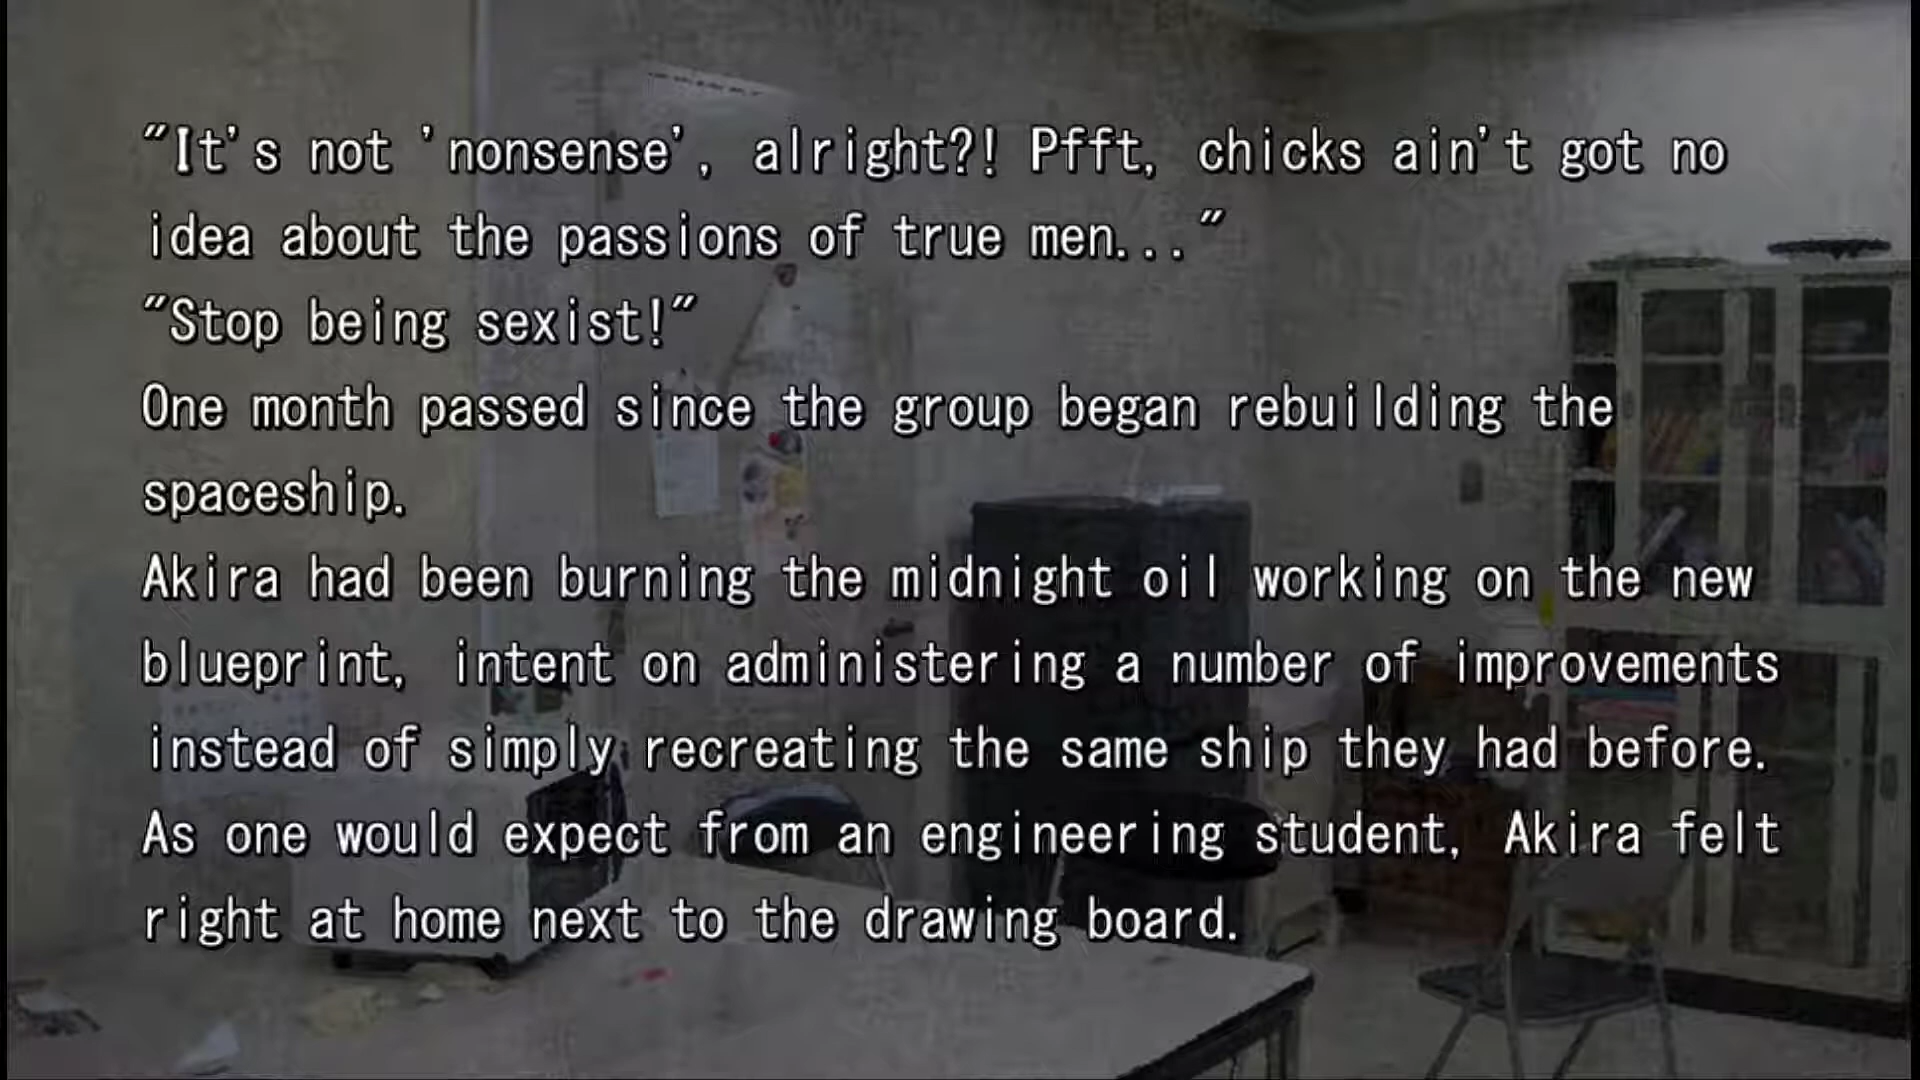 "It's not 'nonsense', alright?! Pfft, chicks ain't got no
idea about the passions of true men..."
"Stop being sexist!"
One month passed since the group began rebuilding the
spaceship.
Akira had been burning the midnight oil working on the new
blueprint, intent on administering a number of improvements
instead of simply recreating the same ship they had before.
As one would expect from an engineering student, Akira felt
right at home next to the drawing board.